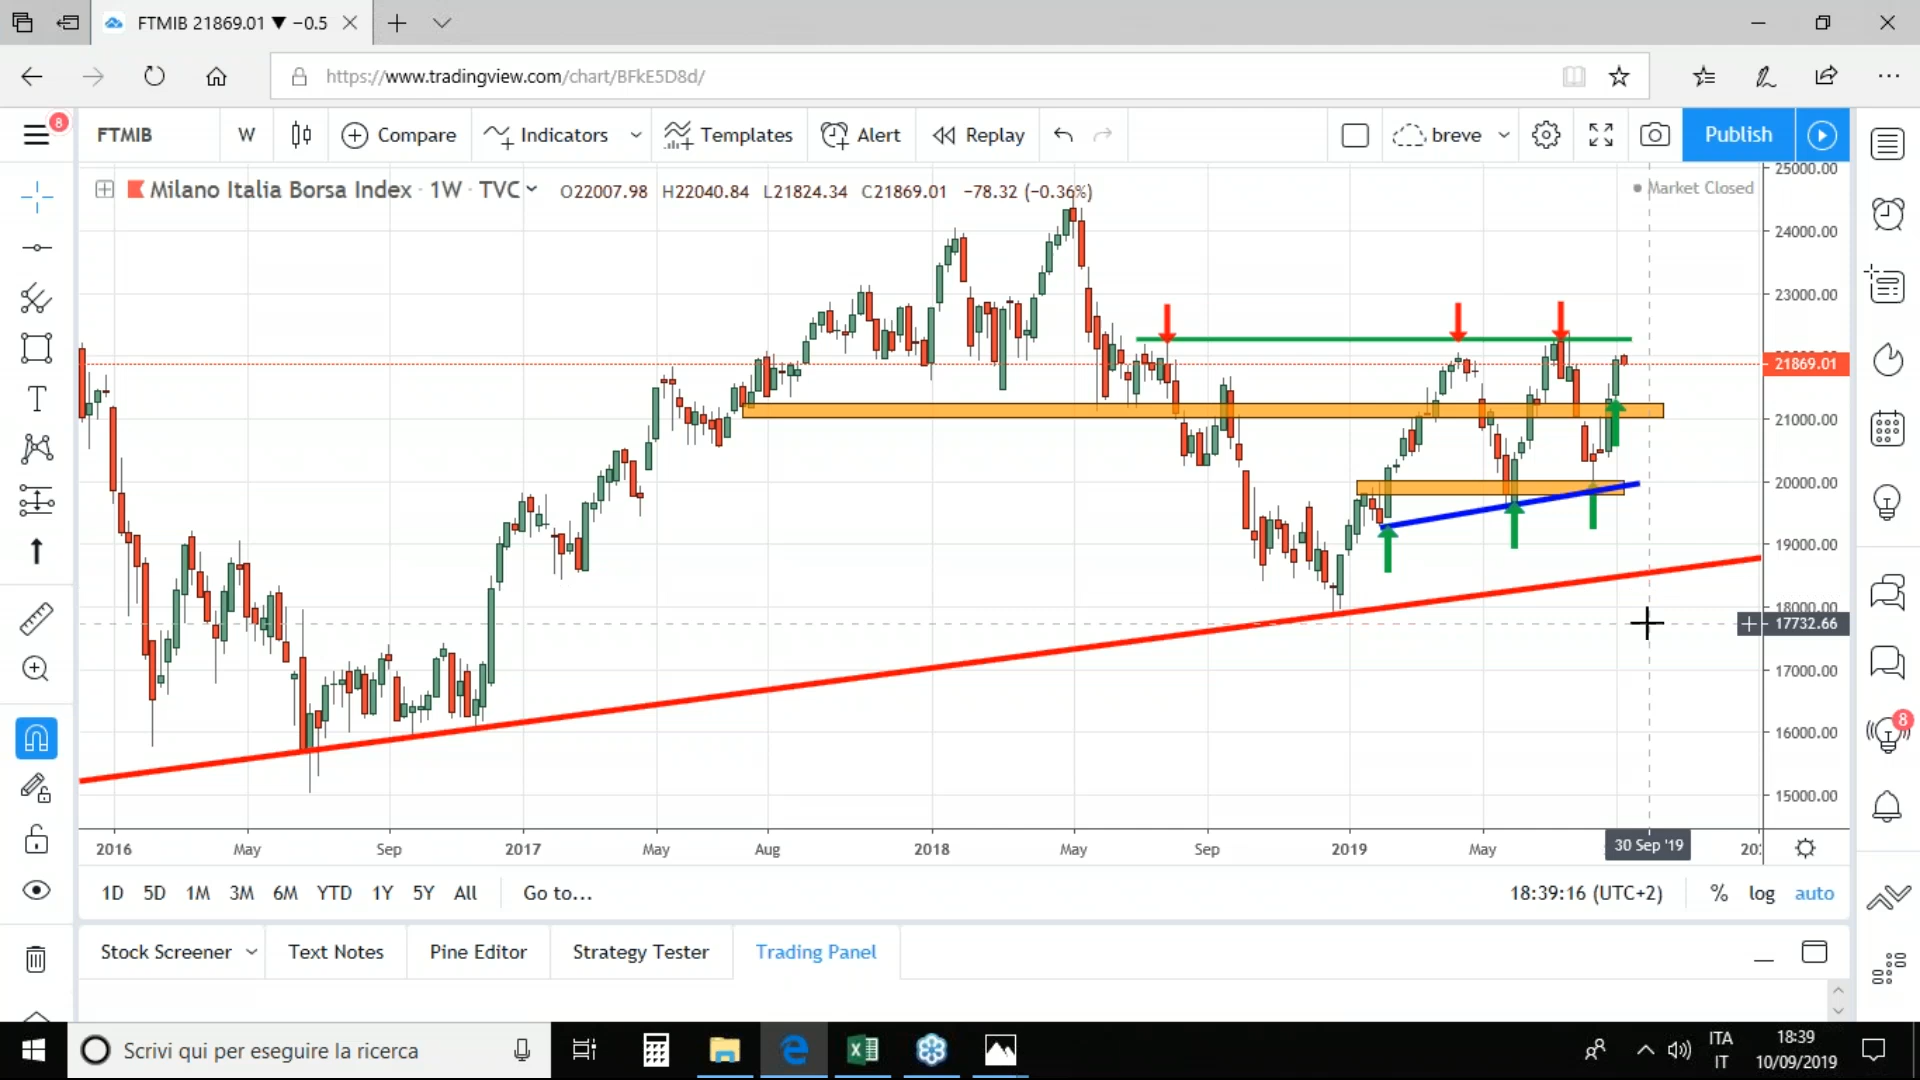 FTMIB 21869.01 ▼ −0.5
https://www.tradingview.com/chart/BFkE5D8d/
8
FTMIB
W
Compare
Indicators
Templates
Alert
Replay
breve
Publish
Milano Italia Borsa Index · 1W · TVC
O22007.98 H22040.84 L21824.34 C21869.01 −78.32 (−0.36%)
Market Closed
25000.00
24000.00
23000.00
21869.01
21000.00
20000.00
19000.00
18000.00
17732.66
17000.00
16000.00
15000.00
8
2016 May Sep 2017 May Aug 2018 May Sep 2019 May 30 Sep '19
1D 5D 1M 3M 6M YTD 1Y 5Y All Go to...
18:39:16 (UTC+2) % log auto
Stock Screener Text Notes Pine Editor Strategy Tester Trading Panel
Scrivi qui per eseguire la ricerca
ITA
IT
18:39
10/09/2019